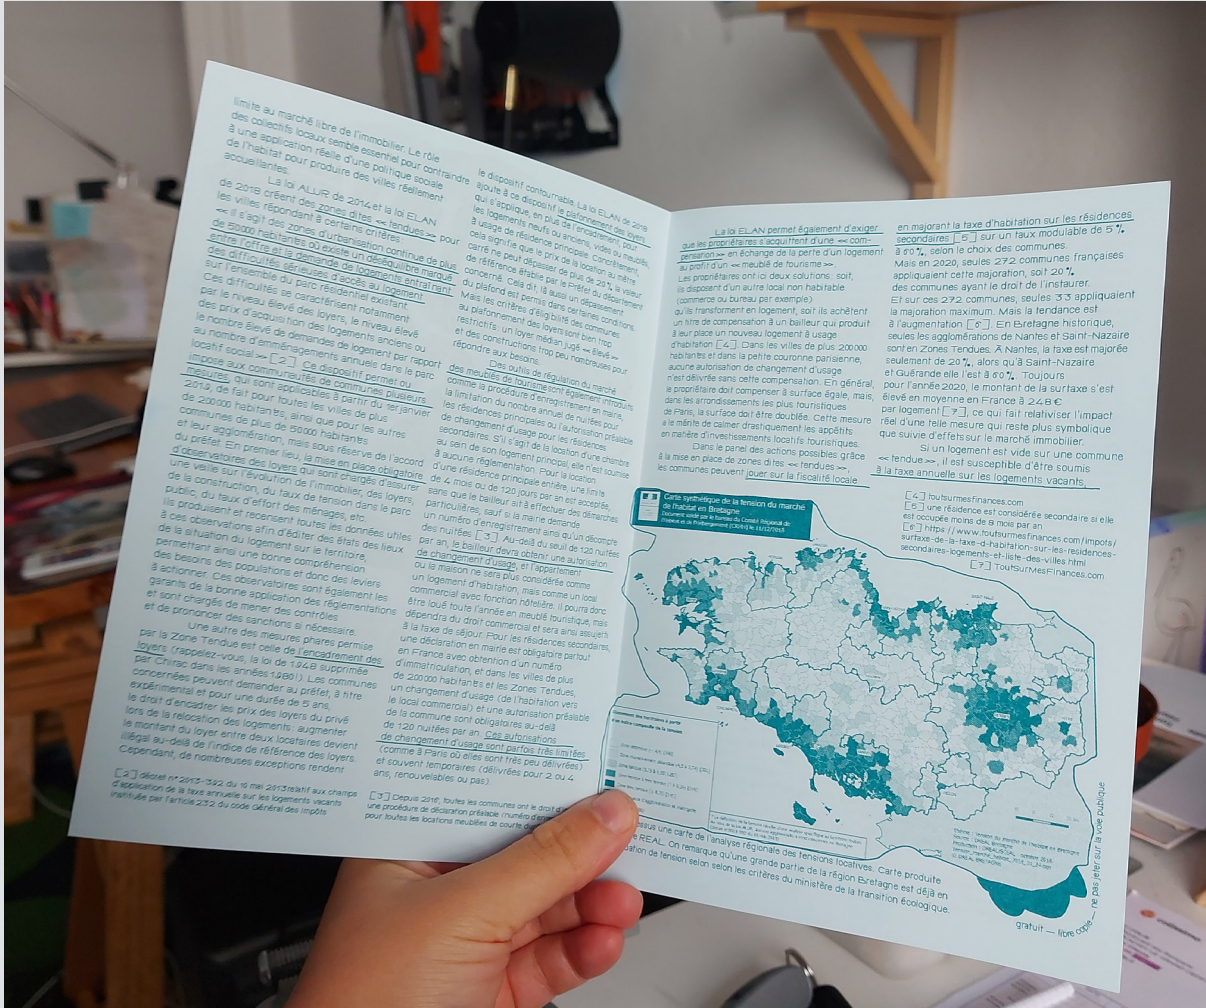 limite au marché libre de l'immobilier. Le rôle
des collectifs locaux semble essentiel pour contraindre
à une application réelle d'une politique sociale
de l'habitat pour produire des villes réellement
accueillantes.
La loi ALUR de 2014 et la loi ELAN
de 2018 créent des zones dites << tendues >> pour
les villes répondant à certains critères :
<< il s'agit des zones d'urbanisation continue de plus
de 50000 habitants où existe un déséquilibre marqué
entre l'offre et la demande de logements entraînant
des difficultés sérieuses d'accès au logement
sur l'ensemble du parc résidentiel existant.
Ces difficultés se caractérisent notamment
par le niveau élevé des loyers, le niveau élevé
des prix d'acquisition des logements anciens ou
le nombre élevé de demandes de logement par rapport
au nombre d'emménagements annuels dans le parc
locatif social >> [2]. Ce dispositif permet ou
impose aux communautés de communes plusieurs
mesures, qui sont applicables à partir du 1er janvier
2019, de fait pour toutes les villes de plus
de 200000 habitants, ainsi que pour les autres
communes de plus de 50000 habitants
et leur agglomération, mais sous réserve de l'accord
du préfet. En premier lieu, la mise en place obligatoire
d'observatoires des loyers qui sont chargés d'assurer
une veille sur l'évolution de l'immobilier, des loyers,
de la construction, du taux de tension dans le parc
public, du taux d'effort des ménages, etc.
Ils produisent et recensent toutes les données utiles
à ces observations afin d'éditer des états des lieux
de la situation du logement sur le territoire,
permettant ainsi une bonne compréhension
des besoins des populations et donc des leviers
à actionner. Ces observatoires sont également les
garants de la bonne application des réglementations
et sont chargés de mener des contrôles
et de prononcer des sanctions si nécessaire.
Une autre des mesures phares permise
par la Zone Tendue est celle de l'encadrement des
loyers (rappelez-vous, la loi de 1948 supprimée
par Chirac dans les années 1980!). Les communes
concernées peuvent demander au préfet, à titre
expérimental et pour une durée de 5 ans,
le droit d'encadrer les prix des loyers du privé
lors de la relocation des logements : augmenter
le montant du loyer entre deux locataires devient
illégal au-delà de l'indice de référence des loyers.
Cependant, de nombreuses exceptions rendent
[2] décret n° 2013-392 du 10 mai 2013 relatif aux champs
d'application de la taxe annuelle sur les logements vacants
instituée par l'article 232 du code Général des Impôts
le dispositif contournable. La loi ELAN de 2018
ajoute à ce dispositif le plafonnement des loyers
qui s'applique, en plus de l'encadrement, pour
les logements neufs ou anciens, vides ou meublés,
à usage de résidence principale. Concrètement,
cela signifie que le prix de la location au mètre
carré ne peut dépasser de plus de 20% la valeur
de référence établie par le Préfet du département
concerné. Cela dit, là aussi un dépassement
du plafond est permis dans certaines conditions.
Mais les critères d'éligibilité des communes
au plafonnement des loyers sont bien trop
restrictifs : un loyer médian jugé << élevé >>
et des constructions trop peu nombreuses pour
répondre aux besoins.
Des outils de régulation du marché
des meublés de tourisme sont également introduits
comme la procédure d'enregistrement en mairie,
la limitation du nombre annuel de nuitées pour
les résidences principales ou l'autorisation préalable
de changement d'usage pour les résidences
secondaires. S'il s'agit de la location d'une chambre
au sein de son logement principal, elle n'est soumise
à aucune réglementation. Pour la location
d'une résidence principale entière, une limite
de 4 mois ou de 120 jours par an est acceptée,
sans que le bailleur ait à effectuer des démarches
particulières, sauf si la mairie demande
un numéro d'enregistrement ainsi qu'un décompte
des nuitées [3]. Au-delà du seuil de 120 nuitées
par an, le bailleur devra obtenir une autorisation
de changement d'usage, et l'appartement
ou la maison ne sera plus considérée comme
un logement d'habitation, mais comme un local
commercial avec fonction hôtelière. Il pourra donc
être loué toute l'année en meublé touristique, mais
dépendra du droit commercial et sera ainsi assujetti
à la taxe de séjour. Pour les résidences secondaires,
une déclaration en mairie est obligatoire partout
en France avec obtention d'un numéro
d'immatriculation, et dans les villes de plus
de 200000 habitants et les Zones Tendues,
un changement d'usage (de l'habitation vers
le local commercial) et une autorisation préalable
de la commune sont obligatoires au-delà
de 120 nuitées par an. Ces autorisations
de changement d'usage sont parfois très limitées
(comme à Paris où elles sont très peu délivrées)
et souvent temporaires (délivrées pour 2 ou 4
ans, renouvelables ou pas).
[3] Depuis 2016, toutes les communes ont le droit
une procédure de déclaration préalable
pour toutes les locations meublées de courte
La loi ELAN permet également d'exiger
que les propriétaires s'acquittent d'une << com-
pensation >> en échange de la perte d'un logement
au profit d'un << meublé de tourisme >>.
Les propriétaires ont ici deux solutions : soit,
ils disposent d'un autre local non habitable
(commerce ou bureau par exemple)
qu'ils transforment en logement, soit ils achètent
un titre de compensation à un bailleur qui produit
à leur place un nouveau logement à usage
d'habitation [4]. Dans les villes de plus 200000
habitants et dans la petite couronne parisienne,
aucune autorisation de changement d'usage
n'est délivrée sans cette compensation. En général,
le propriétaire doit compenser à surface égale, mais,
dans les arrondissements les plus touristiques
de Paris, la surface doit être doublée. Cette mesure
a le mérite de calmer drastiquement les appétits
en matière d'investissements locatifs touristiques.
Dans le panel des actions possibles grâce
à la mise en place de zones dites << tendues >>,
les communes peuvent jouer sur la fiscalité locale
en majorant la taxe d'habitation sur les résidences
secondaires [5] sur un taux modulable de 5 %
à 60%, selon le choix des communes.
Mais en 2020, seules 272 communes françaises
appliquaient cette majoration, soit 20%
des communes ayant le droit de l'instaurer.
Et sur ces 272 communes, seules 33 appliquaient
la majoration maximum. Mais la tendance est
à l'augmentation [6]. En Bretagne historique,
seules les agglomérations de Nantes et Saint-Nazaire
sont en Zones Tendues. À Nantes, la taxe est majorée
seulement de 20%, alors qu'à Saint-Nazaire
et Guérande elle l'est à 60%. Toujours
pour l'année 2020, le montant de la surtaxe s'est
élevé en moyenne en France à 248€
par logement [7], ce qui fait relativiser l'impact
réel d'une telle mesure qui reste plus symbolique
que suivie d'effets sur le marché immobilier.
Si un logement est vide sur une commune
<< tendue >>, il est susceptible d'être soumis
à la taxe annuelle sur les logements vacants,
[4] toutsurmesfinances.com
[5] une résidence est considérée secondaire si elle
est occupée moins de 8 mois par an
[6] https://www.toutsurmesfinances.com/impots/
surtaxe-de-la-taxe-d-habitation-sur-les-residences-
secondaires-logements-et-liste-des-villes.html
[7] ToutSurMesFinances.com
Carte synthétique de la tension du marché
de l'habitat en Bretagne
Document validé par le bureau du Comité Régional de
l'Habitat et de l'Hébergement (CRHH) le 11/12/2018
ssus une carte de l'analyse régionale des tensions locatives. Carte produite
REAL. On remarque qu'une grande partie de la région Bretagne est déjà en
uation de tension selon selon les critères du ministère de la transition écologique.
gratuit — libre copie — ne pas jeter sur la voie publique